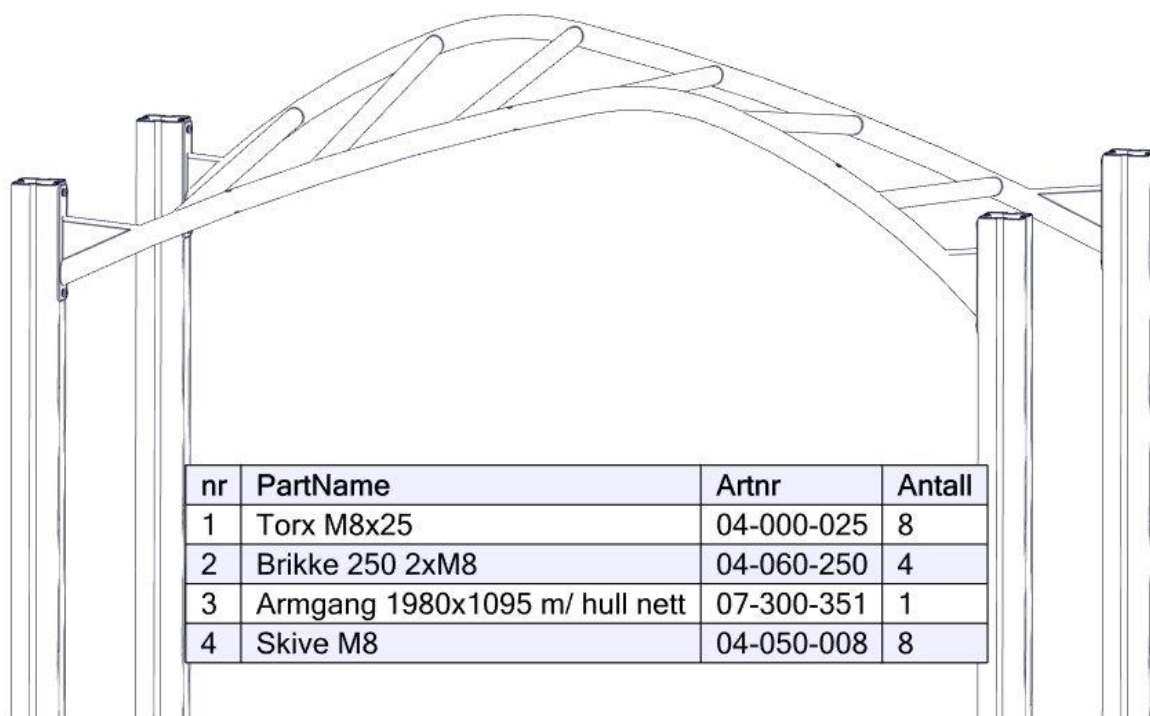 nr PartName Artnr Antall
1 Torx M8x25 04-000-025 8
2 Brikke 250 2xM8 04-060-250 4
3 Armgang 1980x1095 m/ hull nett 07-300-351 1
4 Skive M8 04-050-008 8